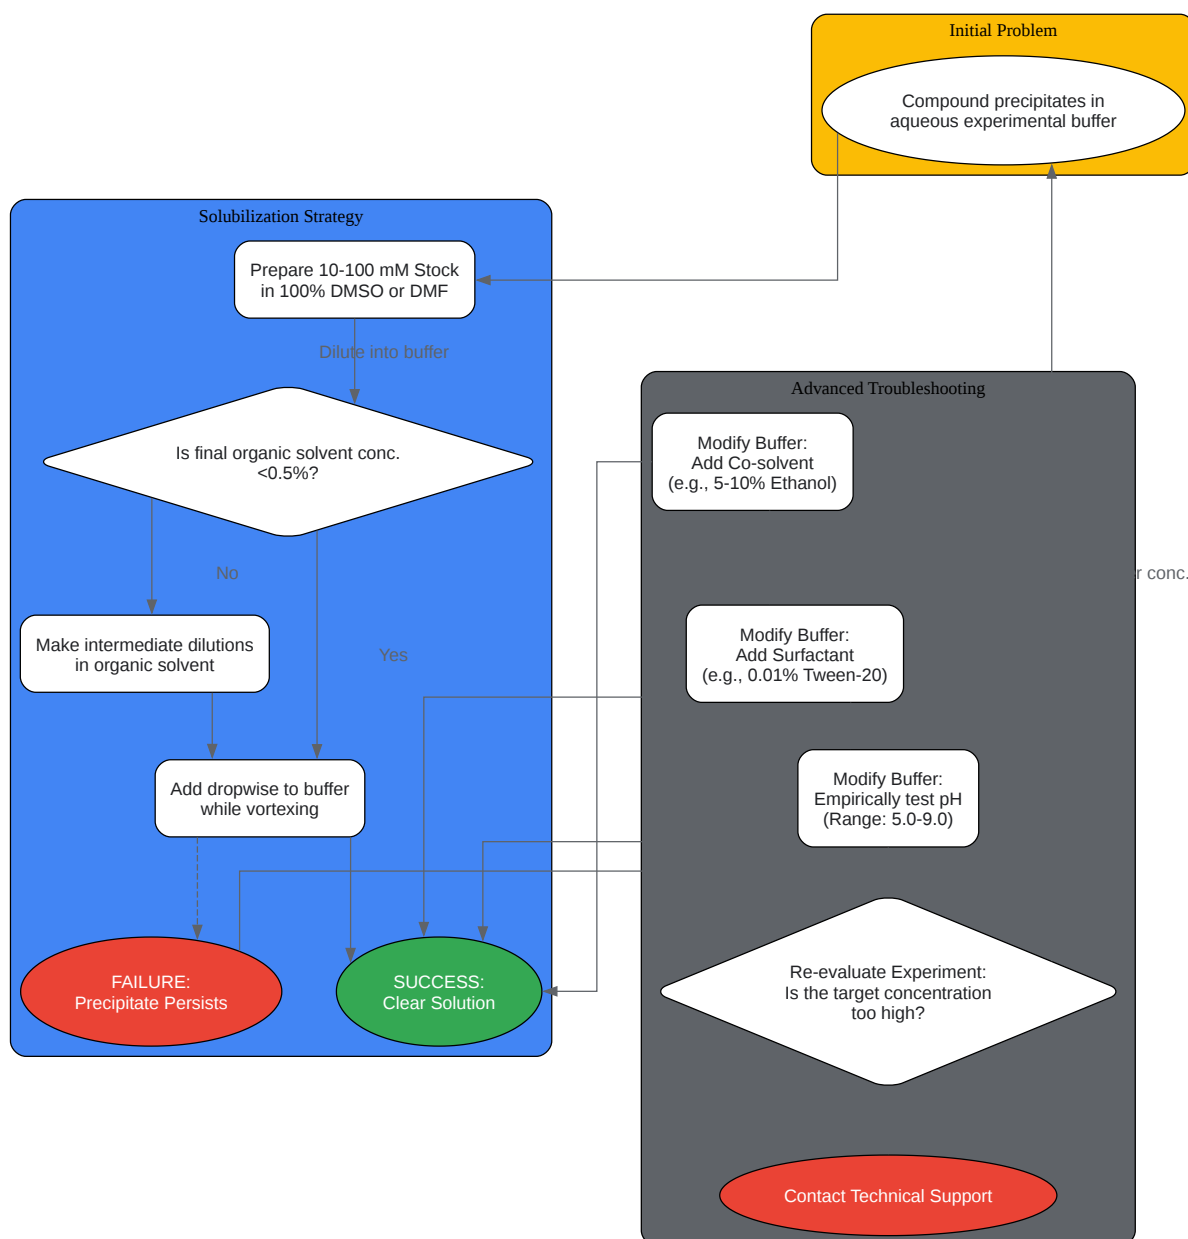 Initial Problem
Compound precipitates in
aqueous experimental buffer
Solubilization Strategy
Prepare 10-100 mM Stock
in 100% DMSO or DMF
Dilute into buffer
Is final organic solvent conc.
<0.5%?
No
Make intermediate dilutions
in organic solvent
Yes
Add dropwise to buffer
while vortexing
FAILURE:
Precipitate Persists
SUCCESS:
Clear Solution
Advanced Troubleshooting
Modify Buffer:
Add Co-solvent
(e.g., 5-10% Ethanol)
r conc.
Modify Buffer:
Add Surfactant
(e.g., 0.01% Tween-20)
Modify Buffer:
Empirically test pH
(Range: 5.0-9.0)
Re-evaluate Experiment:
Is the target concentration
too high?
Contact Technical Support